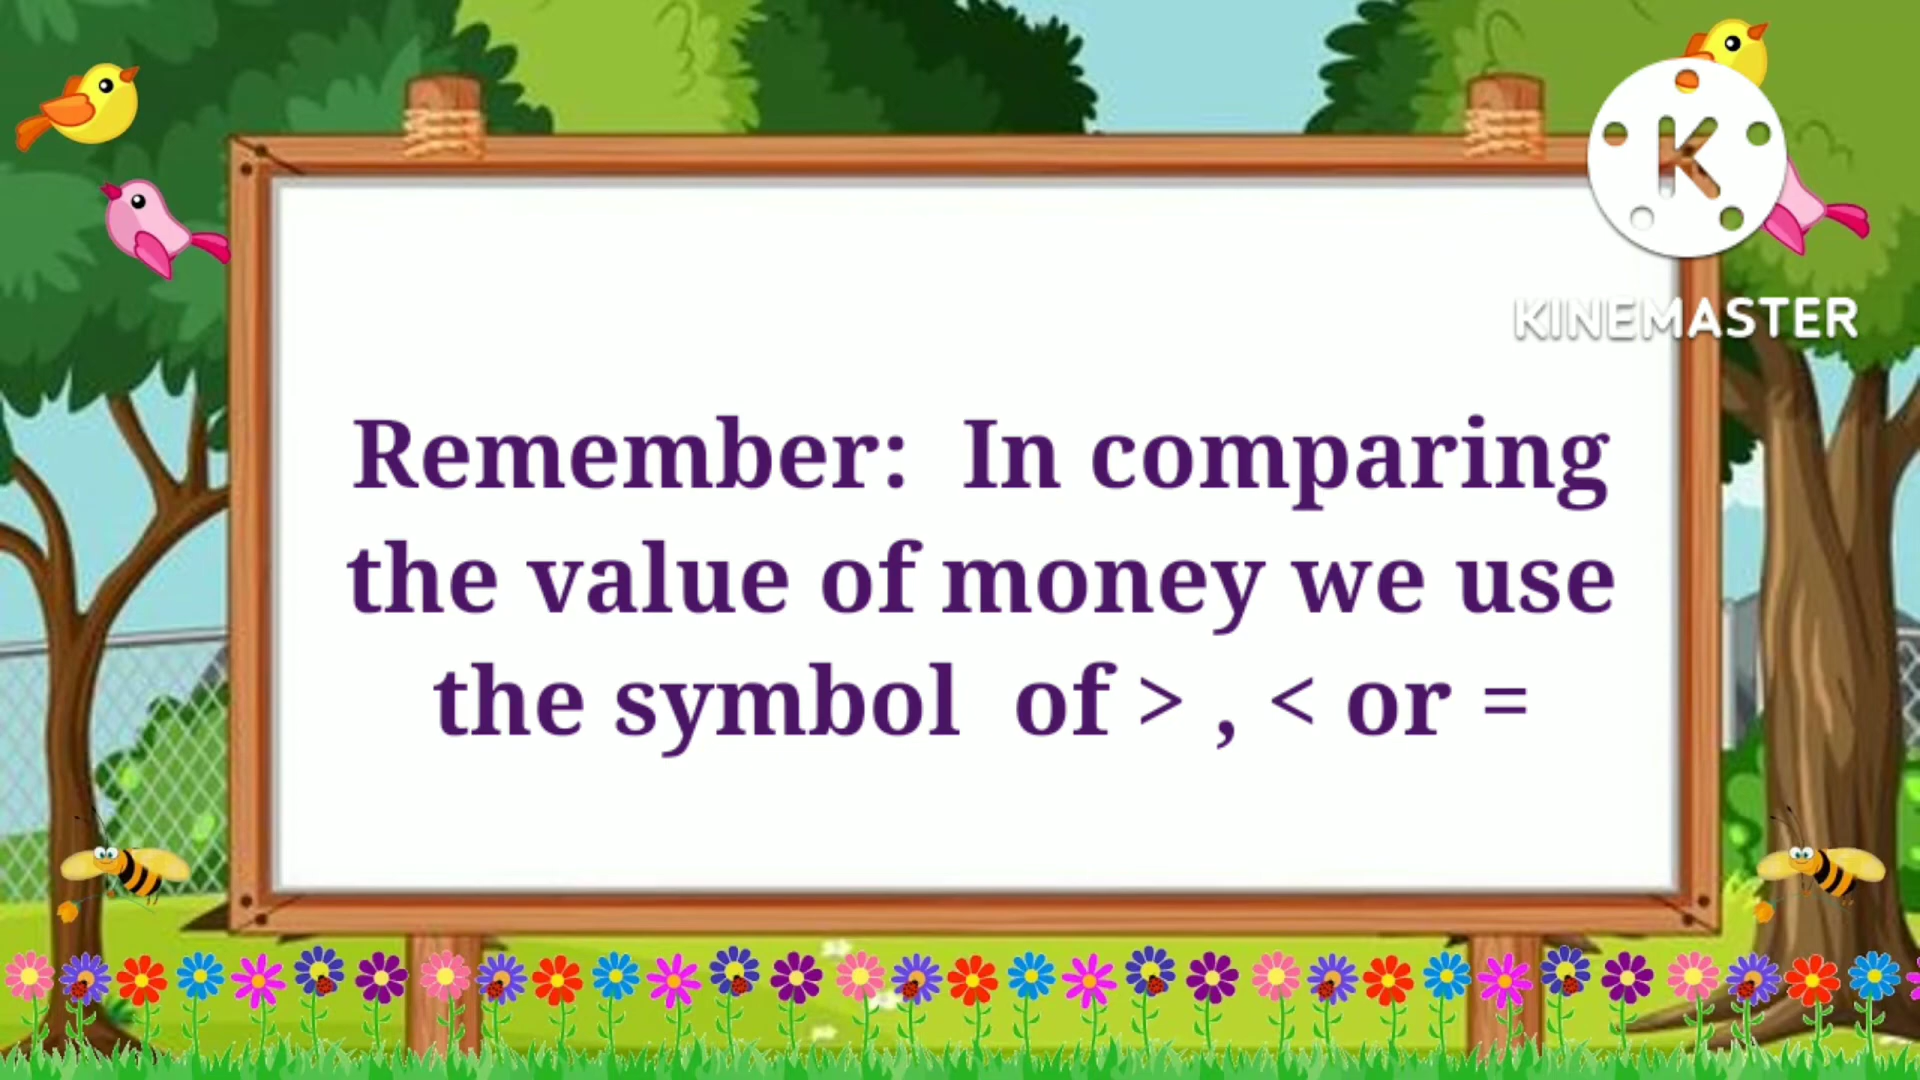 KINEMASTER
Remember: In comparing
the value of money we use
the symbol of > , < or =